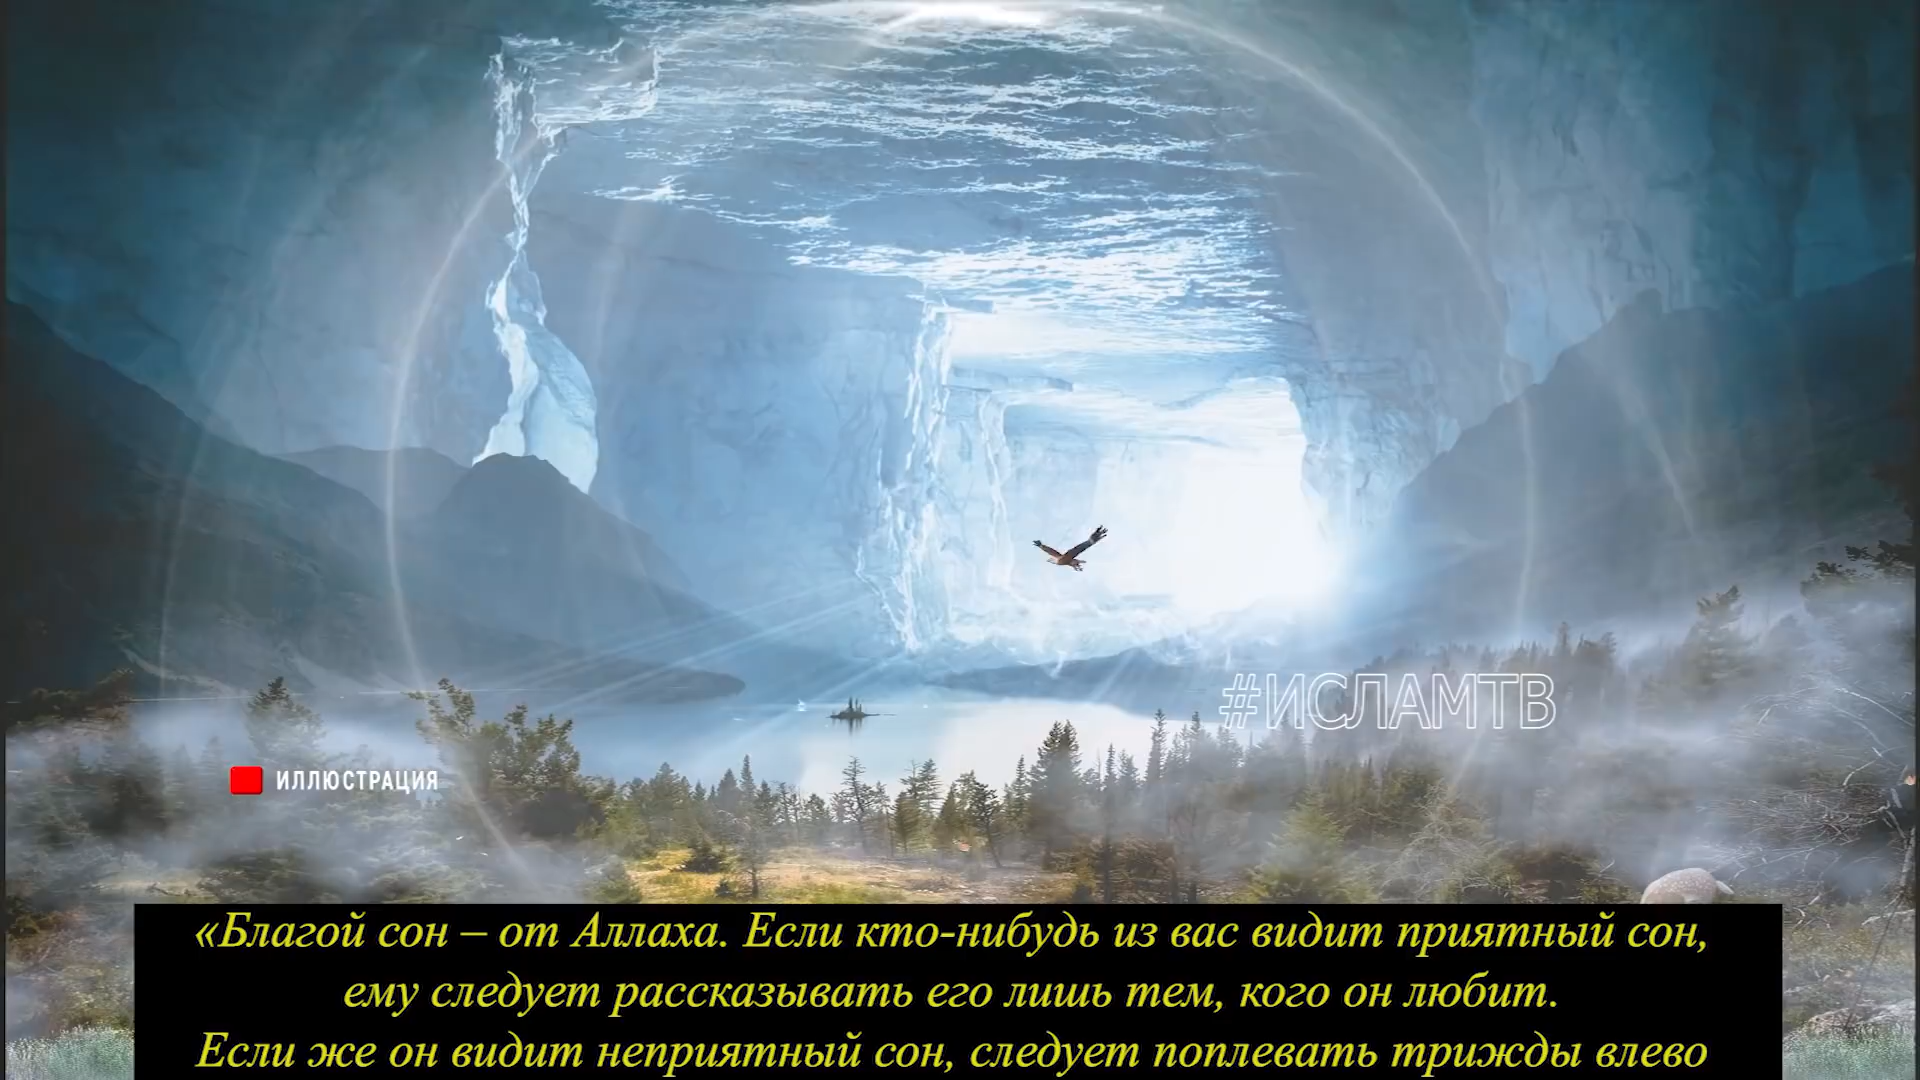 #ИСЛАМТВ
ИЛЛЮСТРАЦИЯ
«Благой сон – от Аллаха. Если кто-нибудь из вас видит приятный сон,
ему следует рассказывать его лишь тем, кого он любит.
Если же он видит неприятный сон, следует поплевать трижды влево